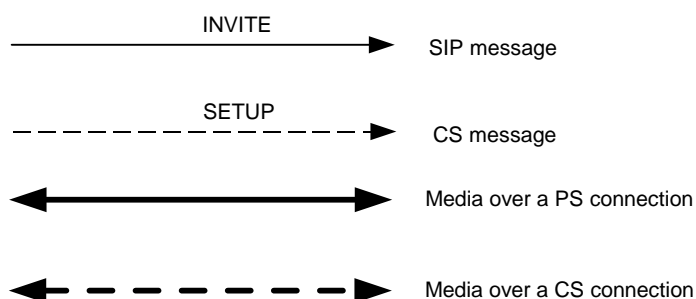 INVITE
SIP message
SETUP
CS message
Media over a PS connection
Media over a CS connection